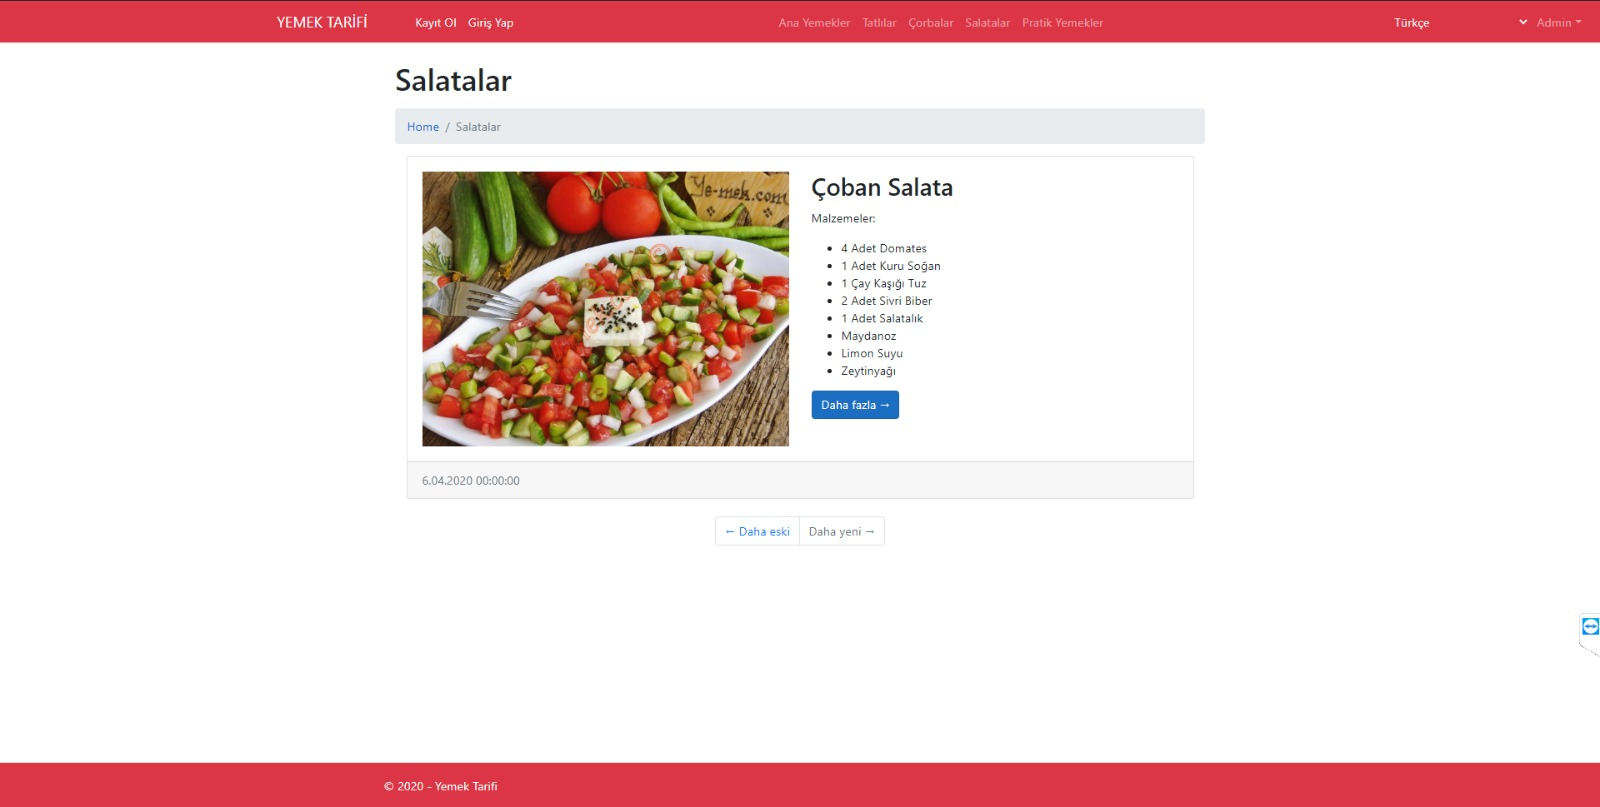 YEMEK TARİFİ Kayıt Ol Giriş Yap Ana Yemekler Tatlılar Çorbalar Salatalar Pratik Yemekler Türkçe Admin
Salatalar
Home / Salatalar
Ye-mek.com
Çoban Salata
Malzemeler:
4 Adet Domates
1 Adet Kuru Soğan
1 Çay Kaşığı Tuz
2 Adet Sivri Biber
1 Adet Salatalık
Maydanoz
Limon Suyu
Zeytinyağı
Daha fazla →
6.04.2020 00:00:00
← Daha eski Daha yeni →
© 2020 - Yemek Tarifi